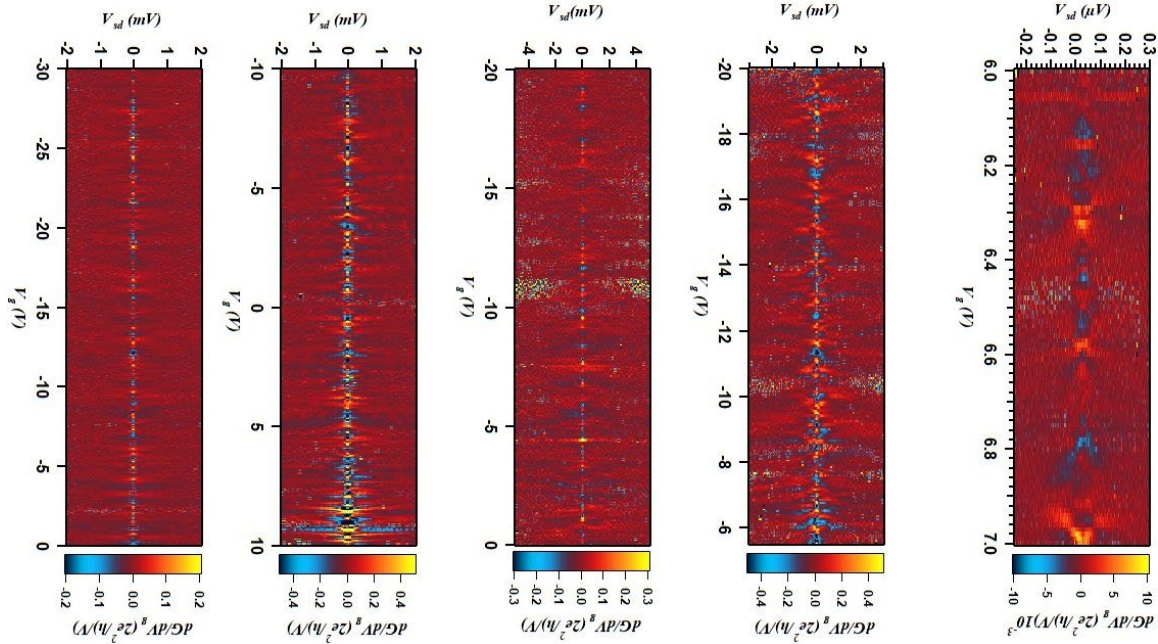 V_sd (mV)
-2 -1 0 1 2
-30
-25
-20
-15
-10
-5
0
V_g (V)
-0.2 -0.1 0.0 0.1 0.2
dG/dV_g (2e²/h)(V)
V_sd (mV)
-2 -1 0 1 2
-10
-5
0
5
10
V_g (V)
-0.4 -0.2 0.0 0.2 0.4
dG/dV_g (2e²/h)(V)
V_sd(mV)
-4 -2 0 2 4
-20
-15
-10
-5
0
V_g (V)
-0.3 -0.2 -0.1 0.0 0.1 0.2 0.3
dG/dV_g (2e²/h)(V)
V_sd (mV)
-2 0 2
-20
-18
-16
-14
-12
-10
-8
-6
V_g (V)
-0.4 -0.2 0.0 0.2 0.4
dG/dV_g (2e²/h)(V)
V_sd (μV)
-0.2 -0.1 0.0 0.1 0.3
6.0
6.2
6.4
6.6
6.8
7.0
V_g (V)
-10 -5 0 5 10
dG/dV_g (2e²/h)(V)10⁻³